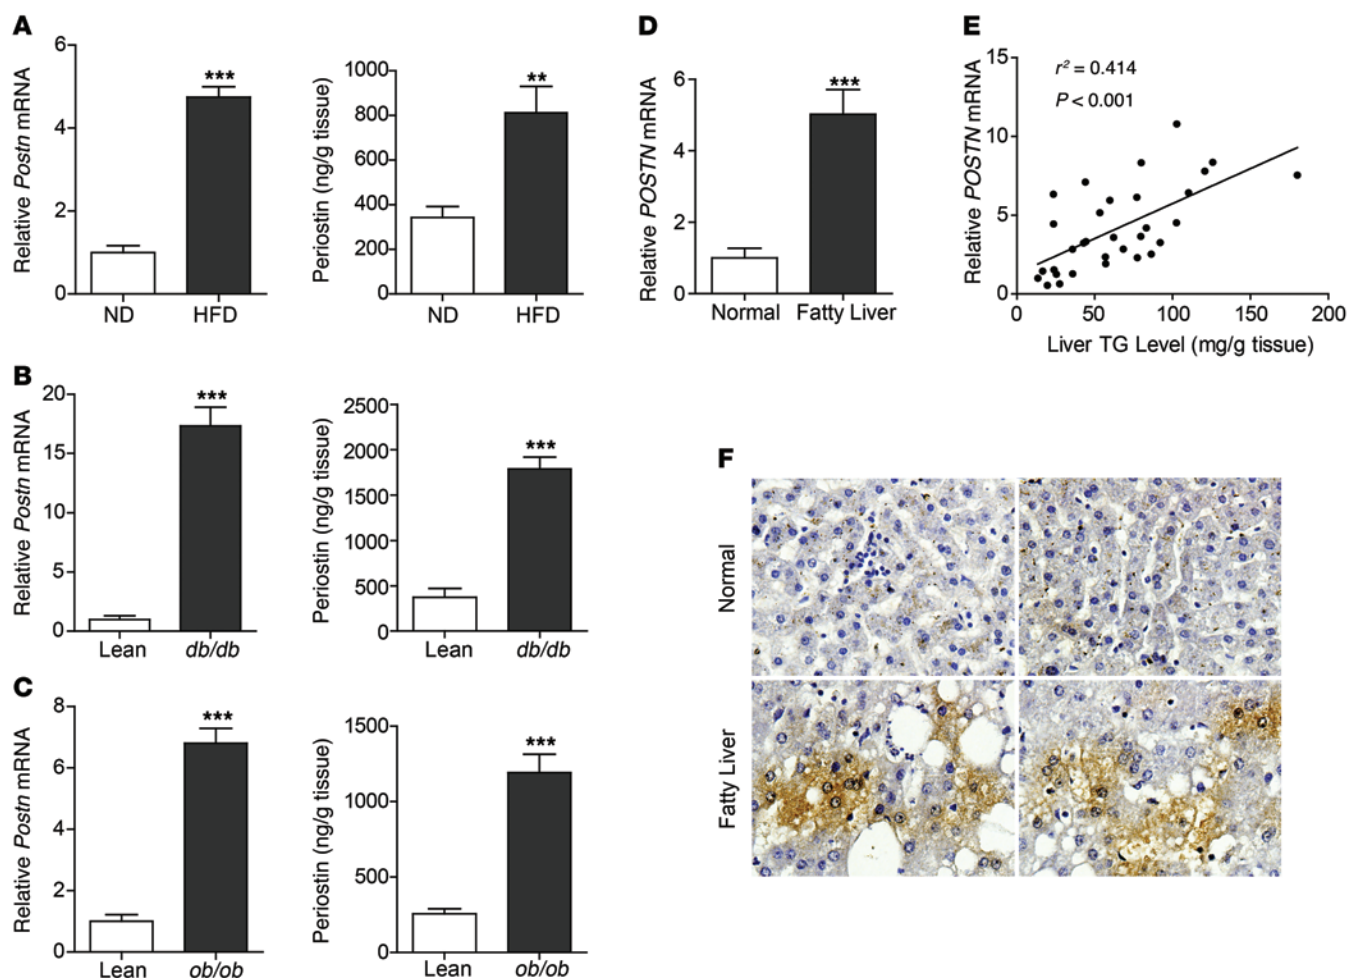 A
Relative Postn mRNA
6
4
2
0
***
ND
HFD
Periostin (ng/g tissue)
1000
800
600
400
200
0
**
ND
HFD
D
Relative POSTN mRNA
6
4
2
0
***
Normal
Fatty Liver
E
Relative POSTN mRNA
15
10
5
0
r² = 0.414
P < 0.001
0
50
100
150
200
Liver TG Level (mg/g tissue)
B
Relative Postn mRNA
20
15
10
5
0
***
Lean
db/db
Periostin (ng/g tissue)
2500
2000
1500
1000
500
0
***
Lean
db/db
C
Relative Postn mRNA
8
6
4
2
0
***
Lean
ob/ob
Periostin (ng/g tissue)
1500
1000
500
0
***
Lean
ob/ob
F
Normal
Fatty Liver